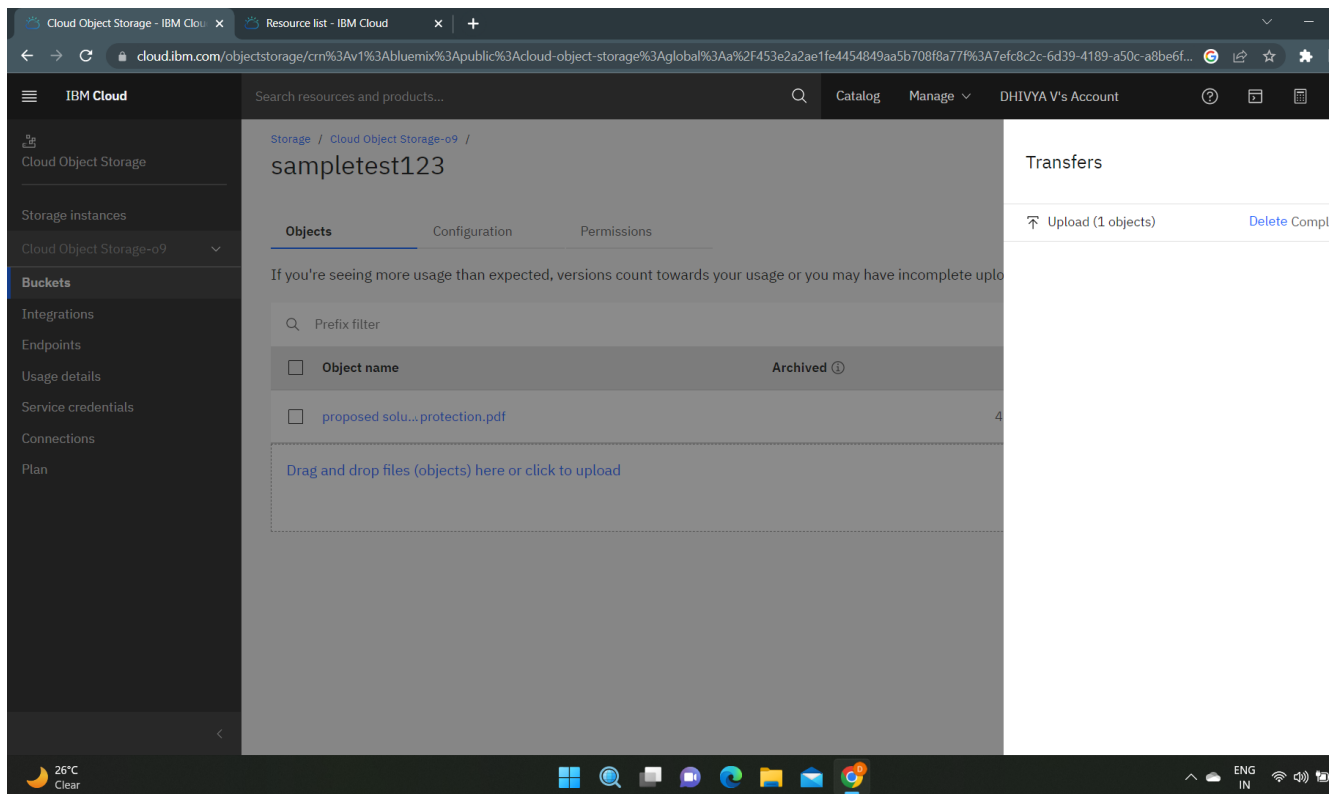 Cloud Object Storage - IBM Clou
Resource list - IBM Cloud
cloud.ibm.com/objectstorage/crn%3Av1%3Abluemix%3Apublic%3Acloud-object-storage%3Aglobal%3Aa%2F453e2a2ae1fe4454849aa5b708f8a77f%3A7efc8c2c-6d39-4189-a50c-a8be6f...
IBM Cloud
Search resources and products...
Catalog
Manage
DHIVYA V's Account
Cloud Object Storage
Storage instances
Cloud Object Storage-o9
Buckets
Integrations
Endpoints
Usage details
Service credentials
Connections
Plan
Storage / Cloud Object Storage-o9 /
sampletest123
Objects
Configuration
Permissions
If you're seeing more usage than expected, versions count towards your usage or you may have incomplete uplo
Prefix filter
Object name
Archived
proposed solu...protection.pdf
4
Drag and drop files (objects) here or click to upload
Transfers
Upload (1 objects)
Delete Compl
26°C
Clear
ENG
IN